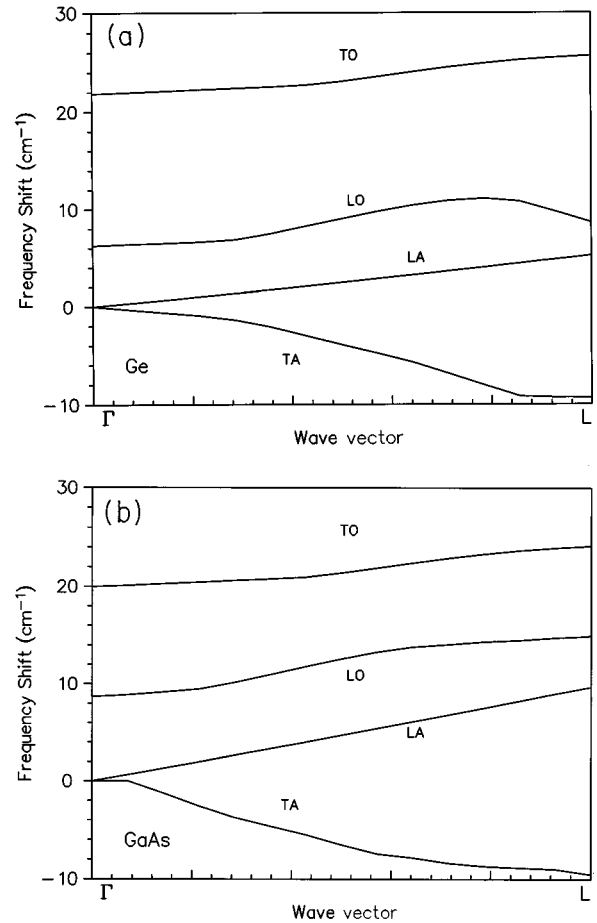 (a)
30
20
10
0
−10
Frequency Shift (cm⁻¹)
TO
LO
LA
TA
Ge
Γ
L
Wave vector
(b)
30
20
10
0
−10
Frequency Shift (cm⁻¹)
TO
LO
LA
TA
GaAs
Γ
L
Wave vector